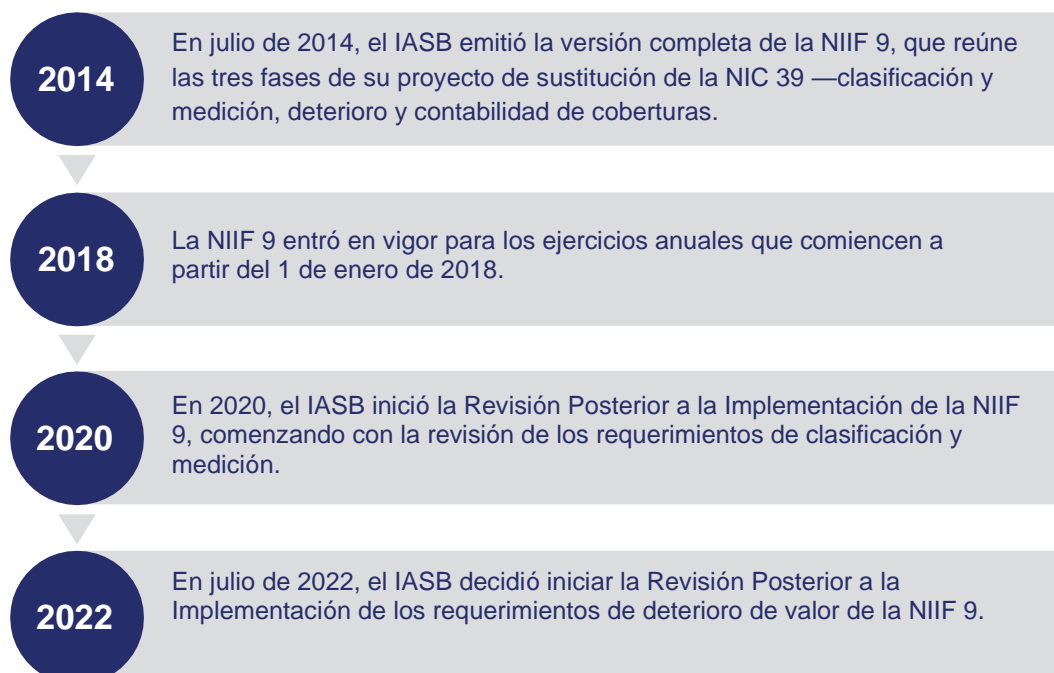 2014
En julio de 2014, el IASB emitió la versión completa de la NIIF 9, que reúne
las tres fases de su proyecto de sustitución de la NIC 39 —clasificación y
medición, deterioro y contabilidad de coberturas.
2018
La NIIF 9 entró en vigor para los ejercicios anuales que comiencen a
partir del 1 de enero de 2018.
2020
En 2020, el IASB inició la Revisión Posterior a la Implementación de la NIIF
9, comenzando con la revisión de los requerimientos de clasificación y
medición.
2022
En julio de 2022, el IASB decidió iniciar la Revisión Posterior a la
Implementación de los requerimientos de deterioro de valor de la NIIF 9.